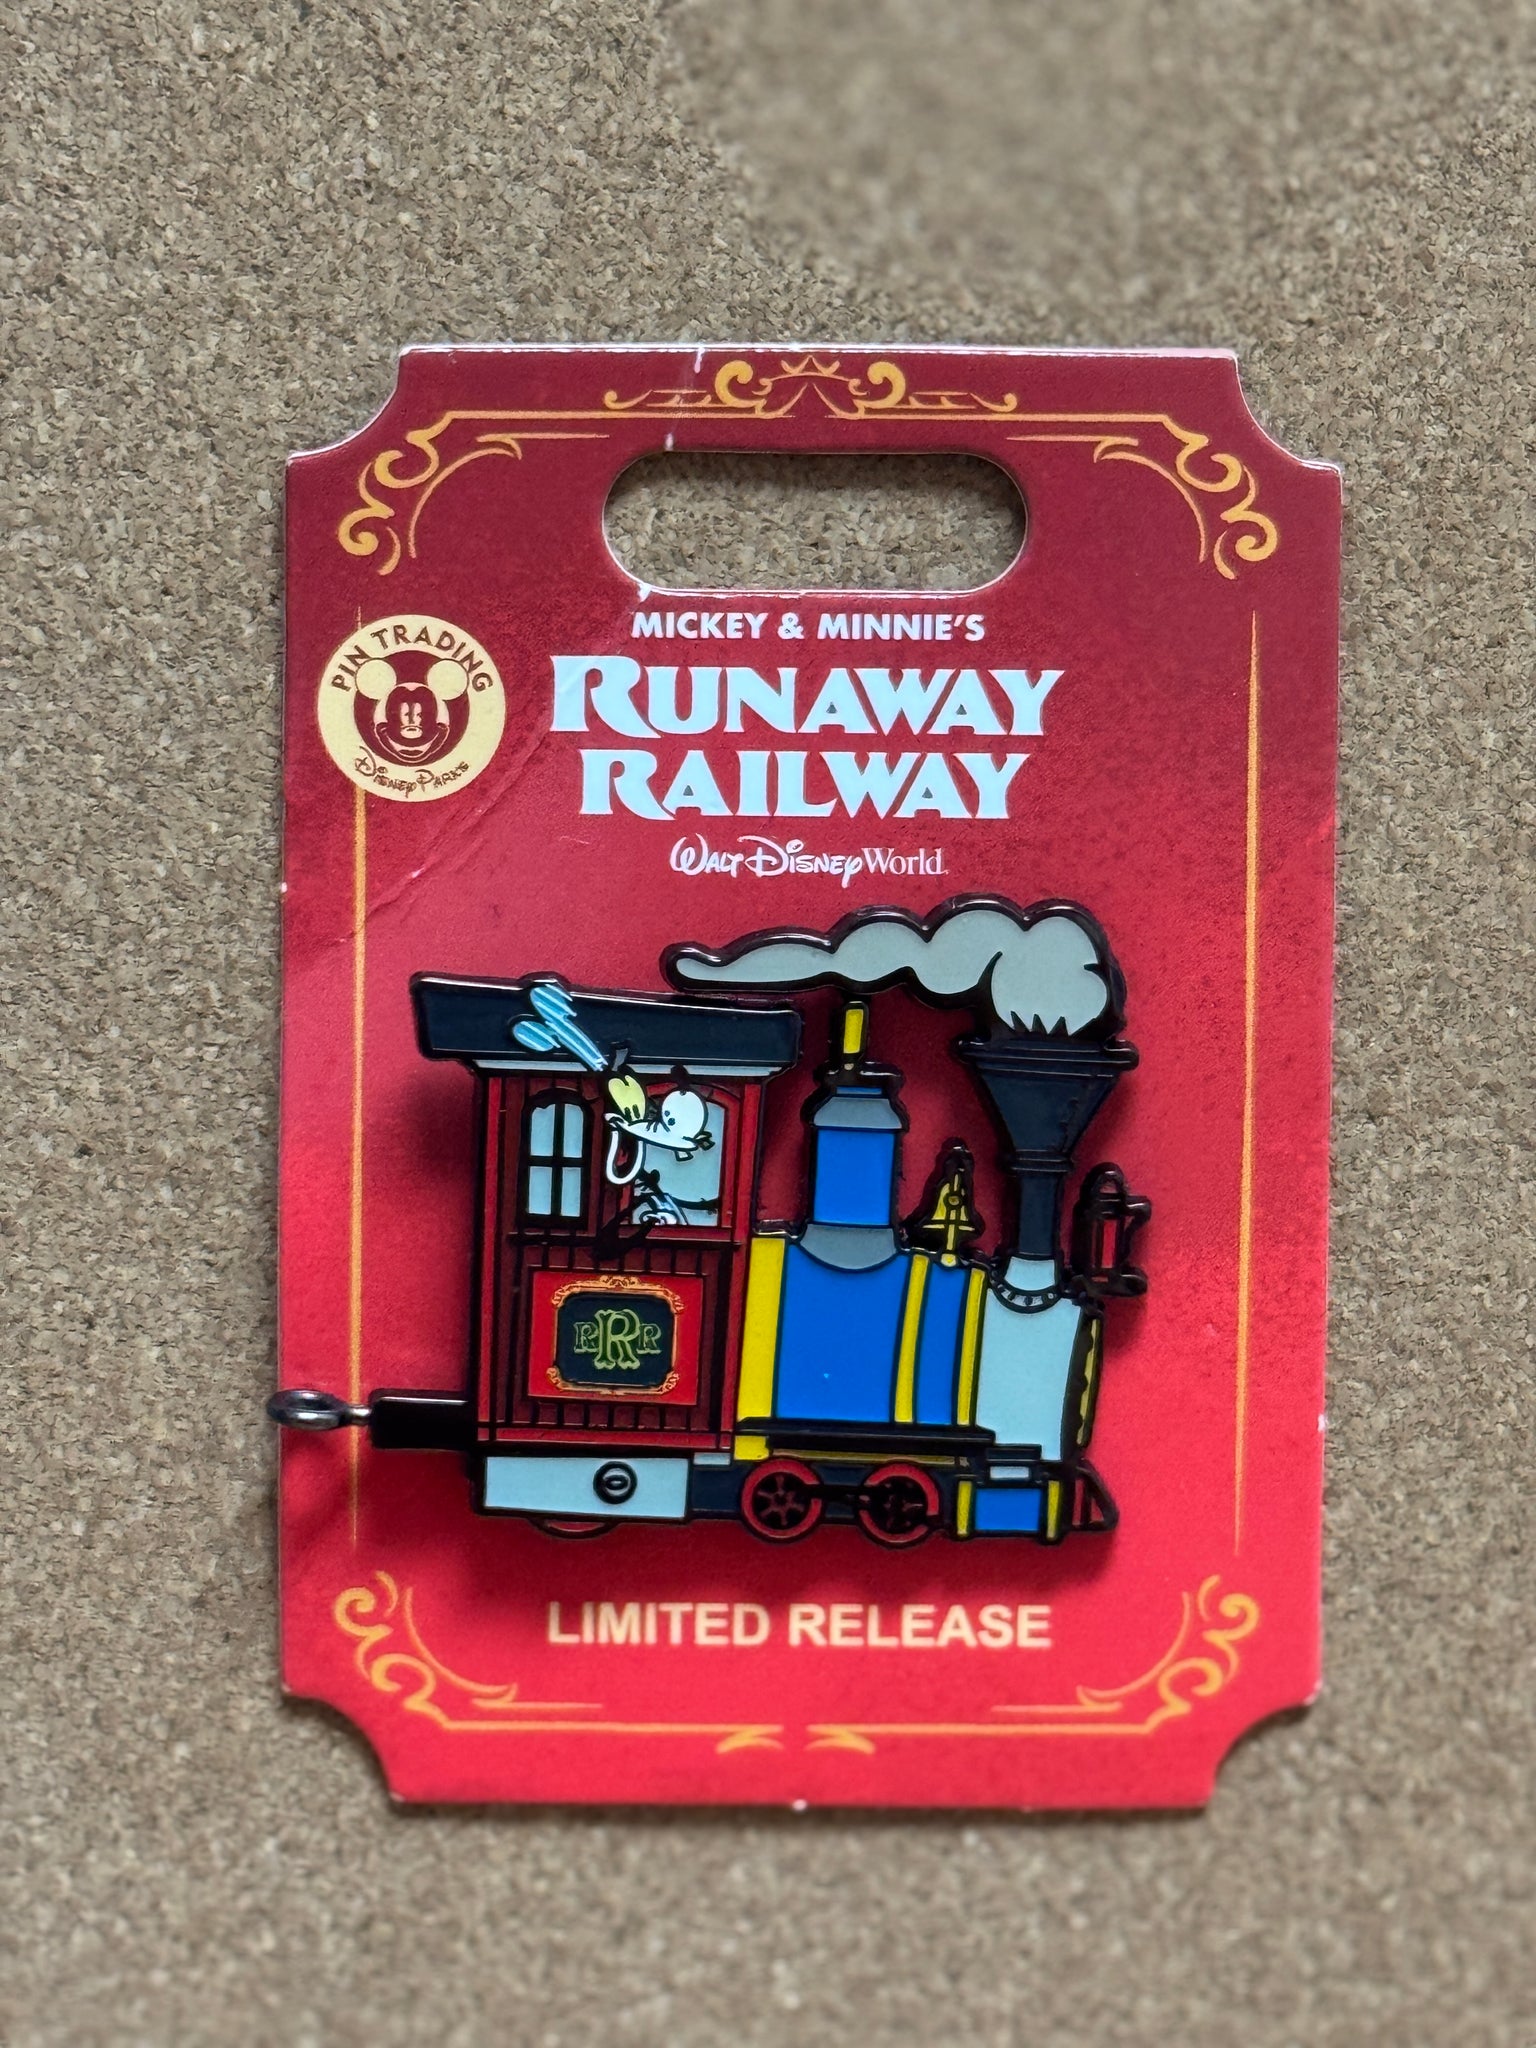 MICKEY & MINNIE'S
RUNAWAY
RAILWAY
Walt Disney World
PIN TRADING
Disney Parks
RRR
LIMITED RELEASE